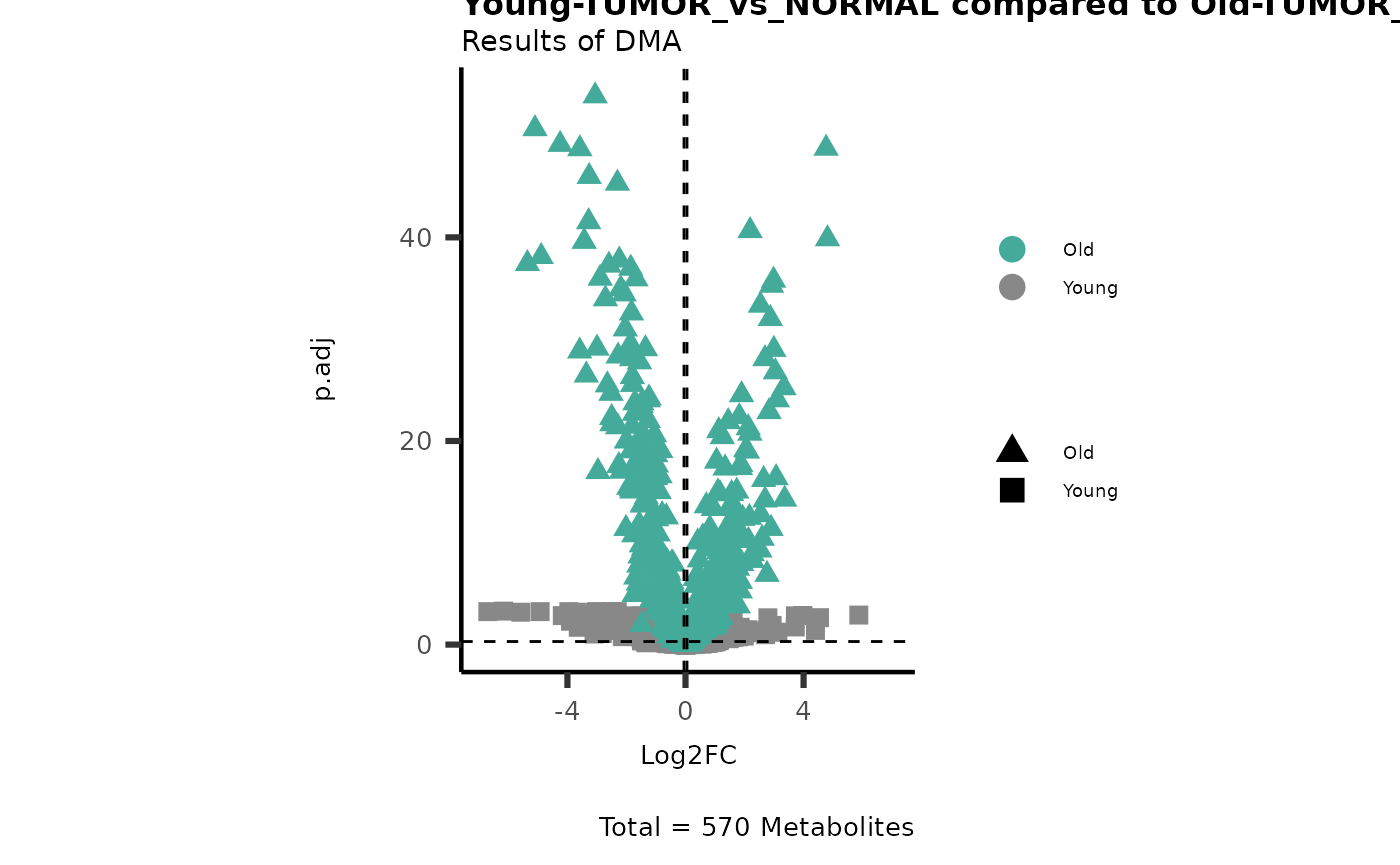 Young-TUMOR_vs_NORMAL compared to Old-TUMOR_
Results of DMA
40
20
0
p.adj
-4
0
4
Log2FC
Old
Young
Old
Young
Total = 570 Metabolites